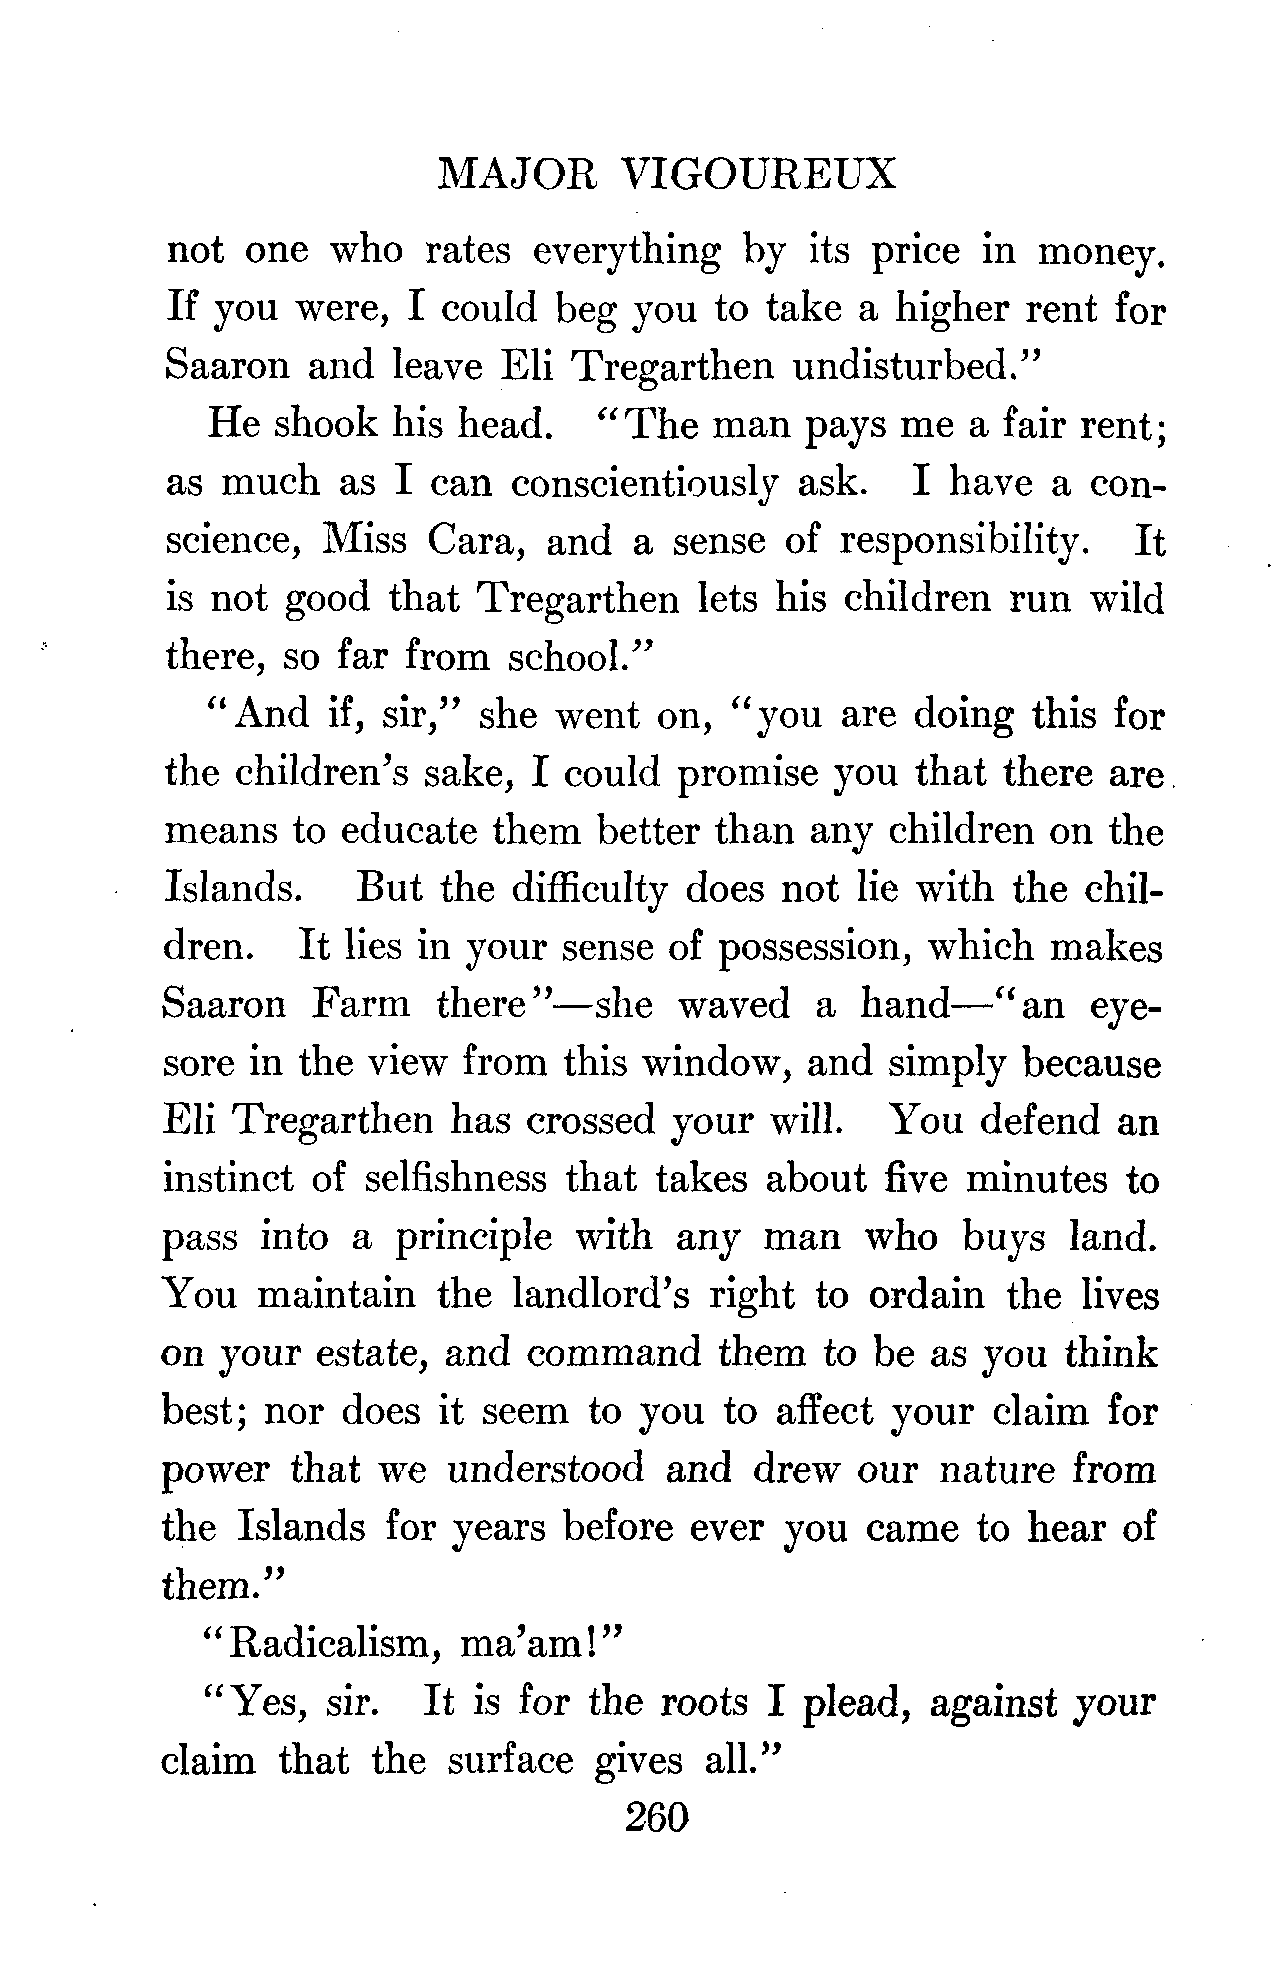 MAJOR VIGOUREUX
not one who rates everything by its price in money.
If you were, I could beg you to take a higher rent for
Saaron and leave Eli Tregarthen undisturbed."
He shook his head. "The man pays me a fair rent;
as much as I can conscientiously ask. I have a con-
science, Miss Cara, and a sense of responsibility. It
is not good that Tregarthen lets his children run wild
there, so far from school."
"And if, sir," she went on, "you are doing this for
the children's sake, I could promise you that there are
means to educate them better than any children on the
Islands. But the difficulty does not lie with the chil-
dren. It lies in your sense of possession, which makes
Saaron Farm there"—she waved a hand—"an eye-
sore in the view from this window, and simply because
Eli Tregarthen has crossed your will. You defend an
instinct of selfishness that takes about five minutes to
pass into a principle with any man who buys land.
You maintain the landlord's right to ordain the lives
on your estate, and command them to be as you think
best; nor does it seem to you to affect your claim for
power that we understood and drew our nature from
the Islands for years before ever you came to hear of
them."
"Radicalism, ma'am!"
"Yes, sir. It is for the roots I plead, against your
claim that the surface gives all."
260